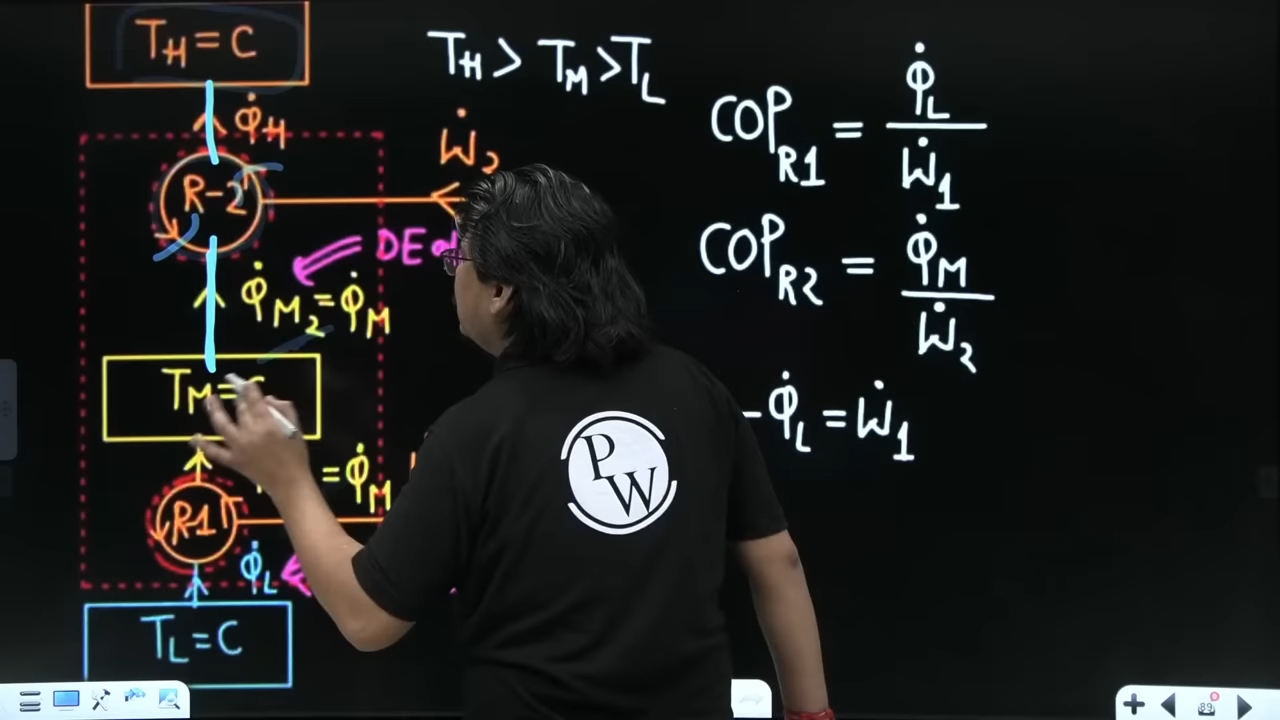 T_H = C
T_H > T_M > T_L
Q̇_H
Ẇ_2
R-2
Q̇_M2 = Q̇_M
T_M =
= Q̇_M
R1
Q̇_L
T_L = C
COP_R1 = Q̇_L / Ẇ_1
COP_R2 = Q̇_M / Ẇ_2
- Q̇_L = Ẇ_1
PW
89